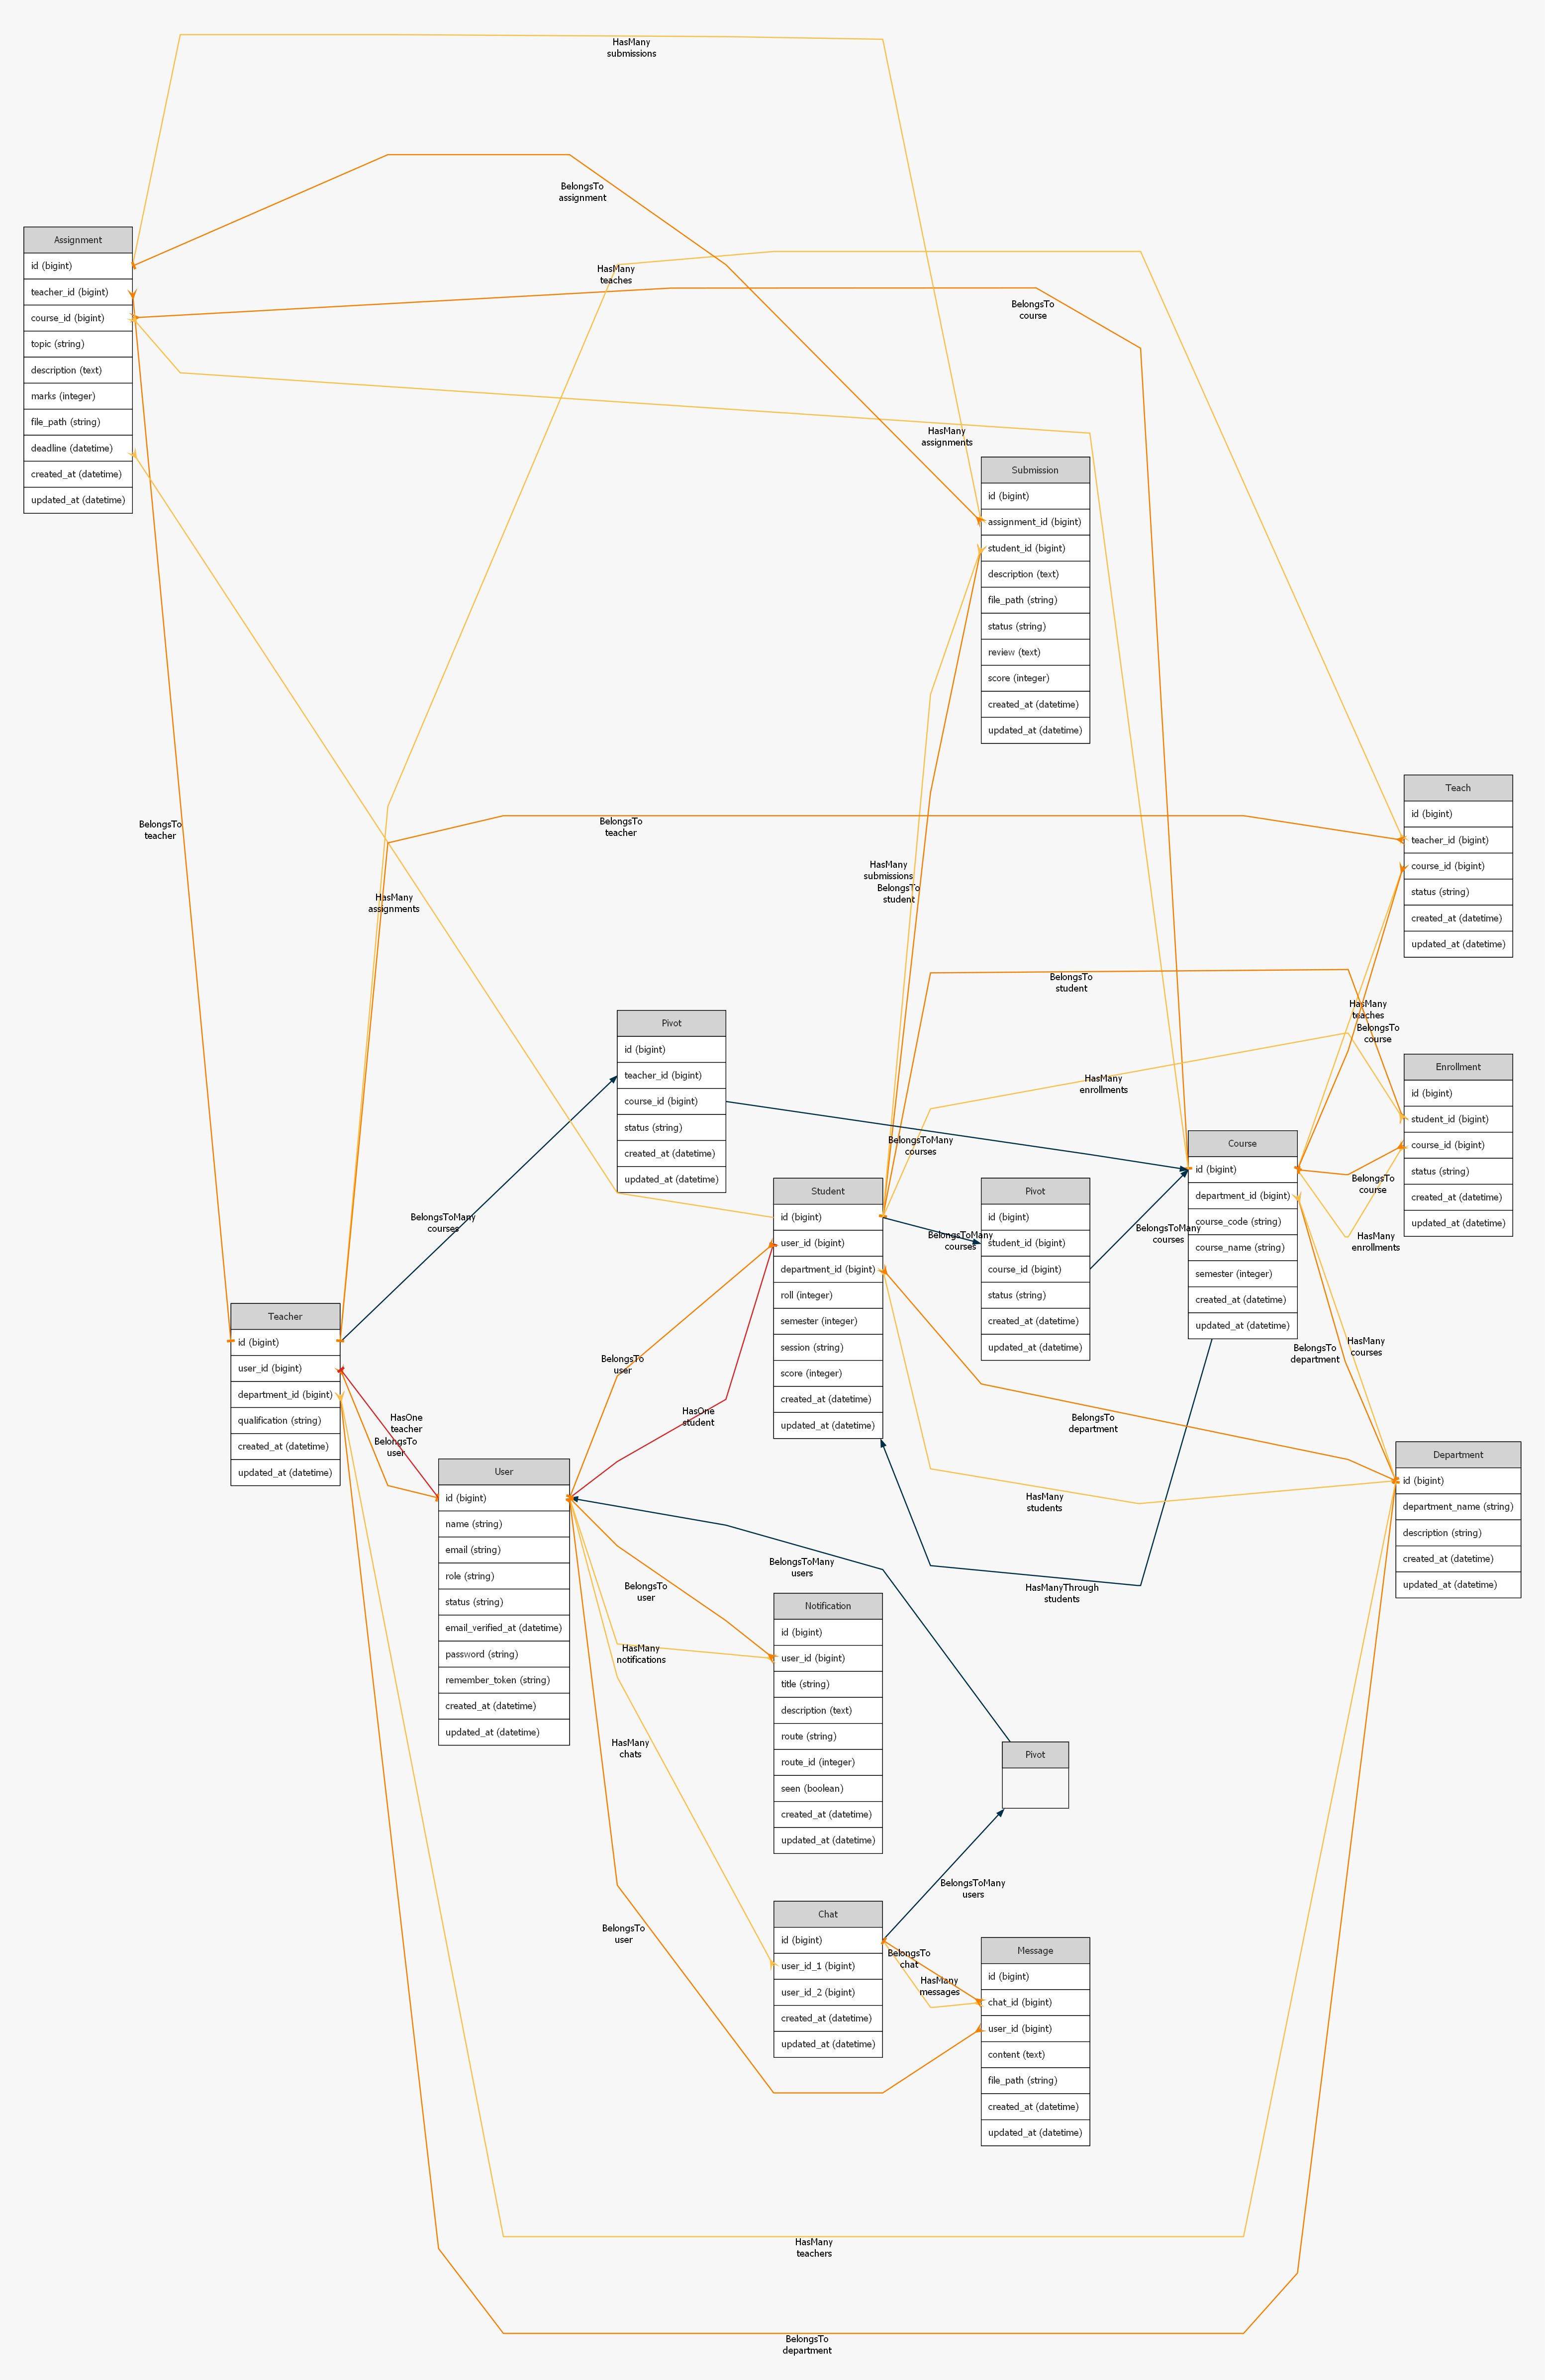 HasMany
submissions
BelongsTo
assignment
Assignment
id (bigint)
teacher_id (bigint)
course_id (bigint)
topic (string)
description (text)
marks (integer)
file_path (string)
deadline (datetime)
created_at (datetime)
updated_at (datetime)
HasMany
teaches
BelongsTo
course
HasMany
assignments
Submission
id (bigint)
assignment_id (bigint)
student_id (bigint)
description (text)
file_path (string)
status (string)
review (text)
score (integer)
created_at (datetime)
updated_at (datetime)
Teach
id (bigint)
teacher_id (bigint)
course_id (bigint)
status (string)
created_at (datetime)
updated_at (datetime)
BelongsTo
teacher
BelongsTo
teacher
HasMany
submissions
BelongsTo
student
HasMany
assignments
BelongsTo
student
HasMany
teaches
BelongsTo
course
Pivot
id (bigint)
teacher_id (bigint)
course_id (bigint)
status (string)
created_at (datetime)
updated_at (datetime)
Enrollment
id (bigint)
student_id (bigint)
course_id (bigint)
status (string)
created_at (datetime)
updated_at (datetime)
HasMany
enrollments
BelongsToMany
courses
Course
id (bigint)
department_id (bigint)
course_code (string)
course_name (string)
semester (integer)
created_at (datetime)
updated_at (datetime)
BelongsTo
course
HasMany
enrollments
Student
id (bigint)
user_id (bigint)
department_id (bigint)
roll (integer)
semester (integer)
session (string)
score (integer)
created_at (datetime)
updated_at (datetime)
Pivot
id (bigint)
student_id (bigint)
course_id (bigint)
status (string)
created_at (datetime)
updated_at (datetime)
BelongsToMany
courses
BelongsToMany
courses
BelongsToMany
courses
Teacher
id (bigint)
user_id (bigint)
department_id (bigint)
qualification (string)
created_at (datetime)
updated_at (datetime)
BelongsTo
user
HasOne
student
HasOne
teacher
BelongsTo
user
BelongsTo
department
HasMany
courses
BelongsTo
department
HasMany
students
Department
id (bigint)
department_name (string)
description (string)
created_at (datetime)
updated_at (datetime)
User
id (bigint)
name (string)
email (string)
role (string)
status (string)
email_verified_at (datetime)
password (string)
remember_token (string)
created_at (datetime)
updated_at (datetime)
BelongsToMany
users
HasManyThrough
students
BelongsTo
user
HasMany
notifications
Notification
id (bigint)
user_id (bigint)
title (string)
description (text)
route (string)
route_id (integer)
seen (boolean)
created_at (datetime)
updated_at (datetime)
HasMany
chats
Pivot
BelongsToMany
users
Chat
id (bigint)
user_id_1 (bigint)
user_id_2 (bigint)
created_at (datetime)
updated_at (datetime)
BelongsTo
user
BelongsTo
chat
HasMany
messages
Message
id (bigint)
chat_id (bigint)
user_id (bigint)
content (text)
file_path (string)
created_at (datetime)
updated_at (datetime)
HasMany
teachers
BelongsTo
department